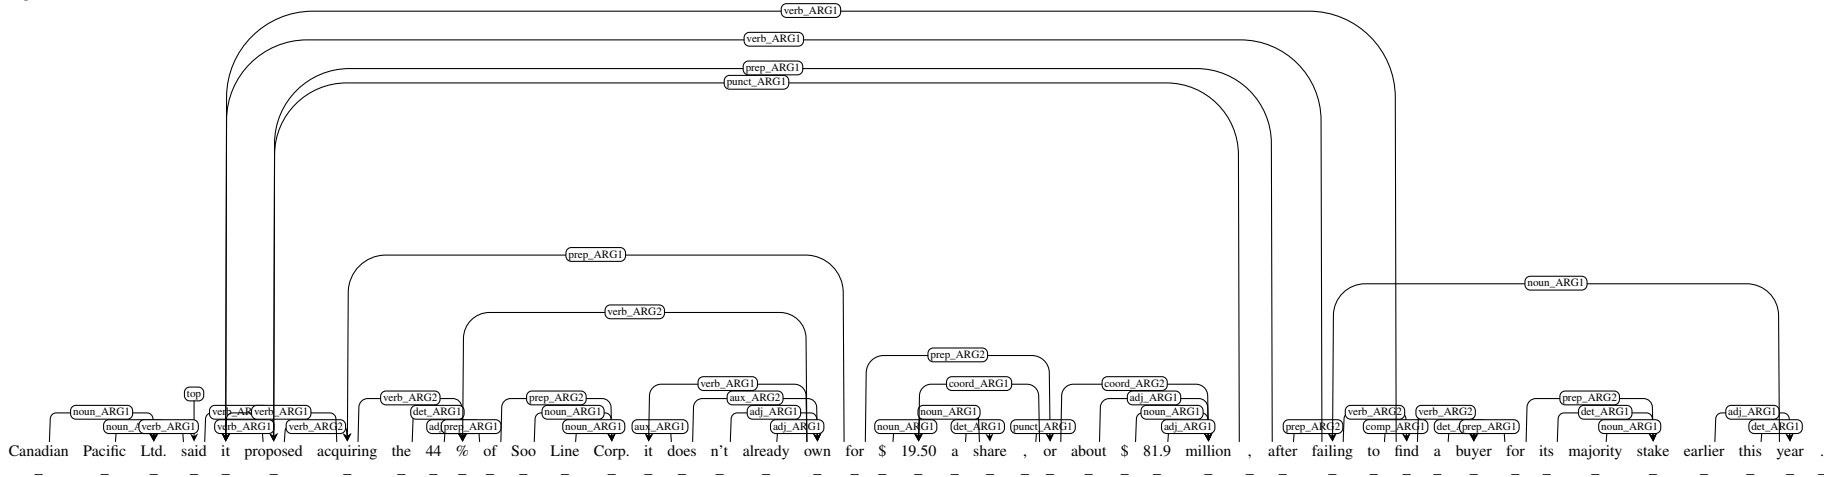 verb_ARG1
verb_ARG1
prep_ARG1
punct_ARG1
prep_ARG1
noun_ARG1
verb_ARG2
prep_ARG2
verb_ARG1 coord_ARG1 coord_ARG2
top verb_ARG2 prep_ARG2 aux_ARG2 adj_ARG1 prep_ARG2
noun_ARG1 verb_ARG1 det_ARG1 noun_ARG1 adj_ARG1 noun_ARG1 noun_ARG1 verb_ARG2 verb_ARG2 det_ARG1 adj_ARG1
verb_ARG1 verb_ARG1 verb_ARG2 prep_ARG1 noun_ARG1 aux_ARG1 adj_ARG1 noun_ARG1 det_ARG1 punct_ARG1 adj_ARG1 prep_ARG2 comp_ARG1 prep_ARG1 noun_ARG1 det_ARG1
Canadian Pacific Ltd. said it proposed acquiring the 44 % of Soo Line Corp. it does n't already own for $ 19.50 a share , or about $ 81.9 million , after failing to find a buyer for its majority stake earlier this year .
_ _ _ _ _ _ _ _ _ _ _ _ _ _ _ _ _ _ _ _ _ _ _ _ _ _ _ _ _ _ _ _ _ _ _ _ _ _ _ _ _ _ _ _ _